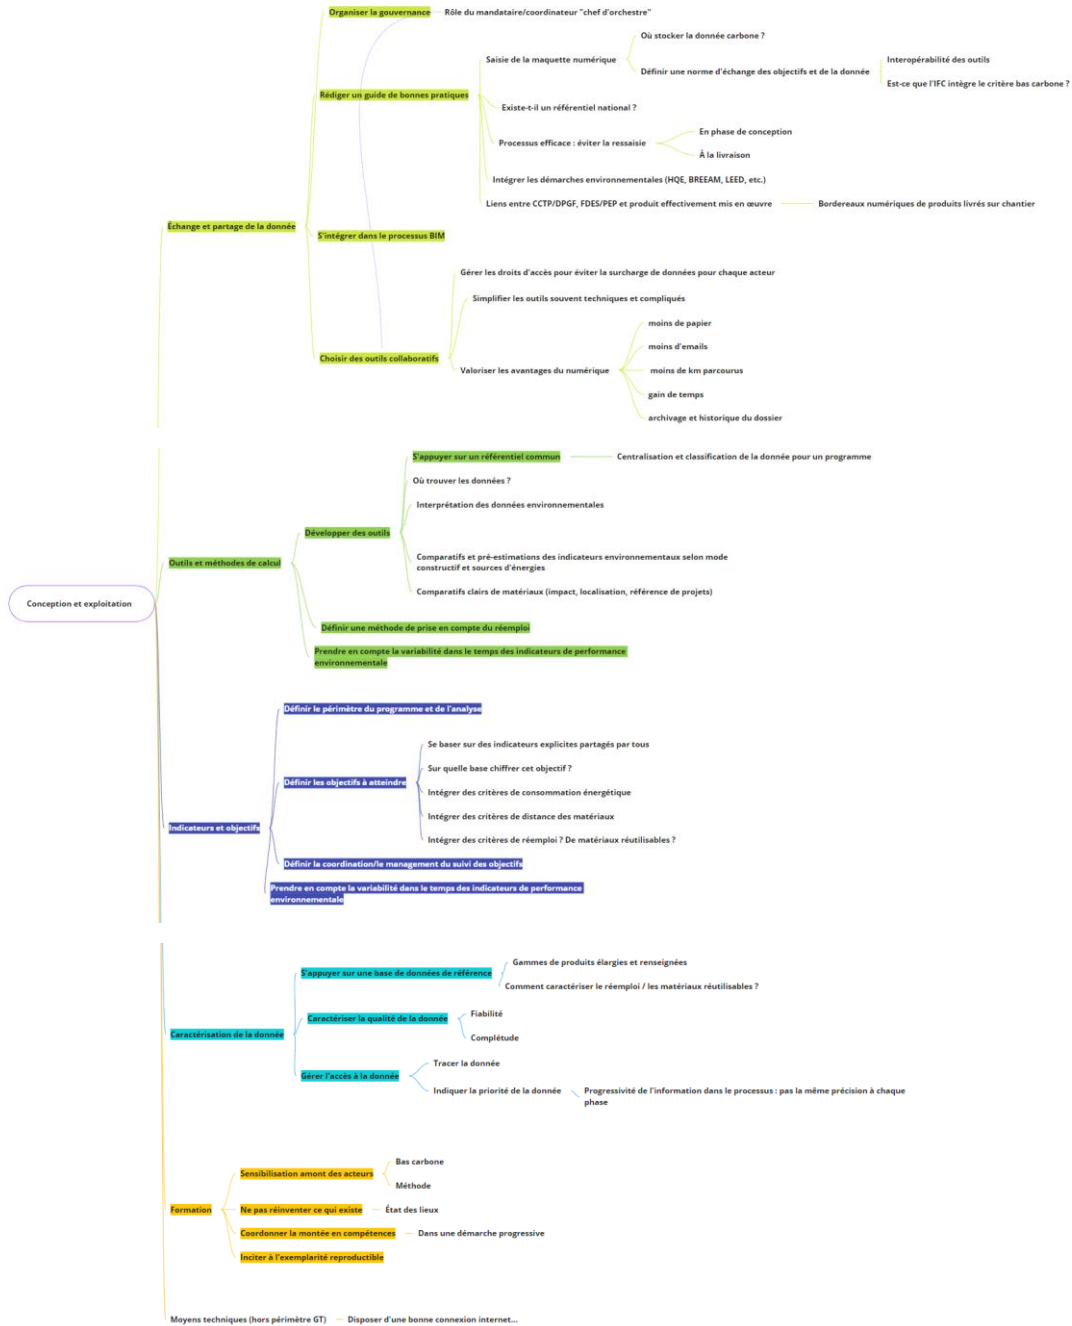 Organiser la gouvernance
Rôle du mandataire/coordinateur "chef d'orchestre"
Où stocker la donnée carbone ?
Saisie de la maquette numérique
Interopérabilité des outils
Définir une norme d'échange des objectifs et de la donnée
Est-ce que l'IFC intègre le critère bas carbone ?
Rédiger un guide de bonnes pratiques
Existe-t-il un référentiel national ?
En phase de conception
Processus efficace : éviter la ressaisie
À la livraison
Intégrer les démarches environnementales (HQE, BREEAM, LEED, etc.)
Liens entre CCTP/DPGF, FDES/PEP et produit effectivement mis en œuvre
Bordereaux numériques de produits livrés sur chantier
Échange et partage de la donnée
S'intégrer dans le processus BIM
Gérer les droits d'accès pour éviter la surcharge de données pour chaque acteur
Simplifier les outils souvent techniques et compliqués
moins de papier
moins d'emails
Choisir des outils collaboratifs
Valoriser les avantages du numérique
moins de km parcourus
gain de temps
archivage et historique du dossier
S'appuyer sur un référentiel commun
Centralisation et classification de la donnée pour un programme
Où trouver les données ?
Interprétation des données environnementales
Développer des outils
Comparatifs et pré-estimations des indicateurs environnementaux selon mode
constructif et sources d'énergies
Outils et méthodes de calcul
Comparatifs clairs de matériaux (impact, localisation, référence de projets)
Conception et exploitation
Définir une méthode de prise en compte du réemploi
Prendre en compte la variabilité dans le temps des indicateurs de performance
environnementale
Définir le périmètre du programme et de l'analyse
Se baser sur des indicateurs explicites partagés par tous
Sur quelle base chiffrer cet objectif ?
Définir les objectifs à atteindre
Intégrer des critères de consommation énergétique
Intégrer des critères de distance des matériaux
Indicateurs et objectifs
Intégrer des critères de réemploi ? De matériaux réutilisables ?
Définir la coordination/le management du suivi des objectifs
Prendre en compte la variabilité dans le temps des indicateurs de performance
environnementale
Gammes de produits élargies et renseignées
S'appuyer sur une base de données de référence
Comment caractériser le réemploi / les matériaux réutilisables ?
Fiabilité
Caractériser la qualité de la donnée
Caractérisation de la donnée
Complétude
Tracer la donnée
Gérer l'accès à la donnée
Indiquer la priorité de la donnée
Progressivité de l'information dans le processus : pas la même précision à chaque
phase
Bas carbone
Sensibilisation amont des acteurs
Méthode
Formation
Ne pas réinventer ce qui existe
État des lieux
Coordonner la montée en compétences
Dans une démarche progressive
Inciter à l'exemplarité reproductible
Moyens techniques (hors périmètre GT)
Disposer d'une bonne connexion internet...